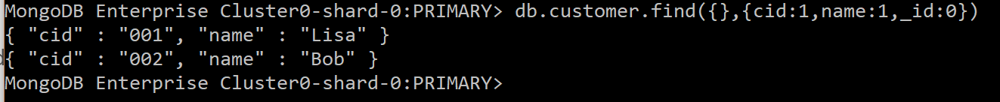 MongoDB Enterprise Cluster0-shard-0:PRIMARY> db.customer.find({},{cid:1,name:1,_id:0})
{ "cid" : "001", "name" : "Lisa" }
{ "cid" : "002", "name" : "Bob" }
MongoDB Enterprise Cluster0-shard-0:PRIMARY>